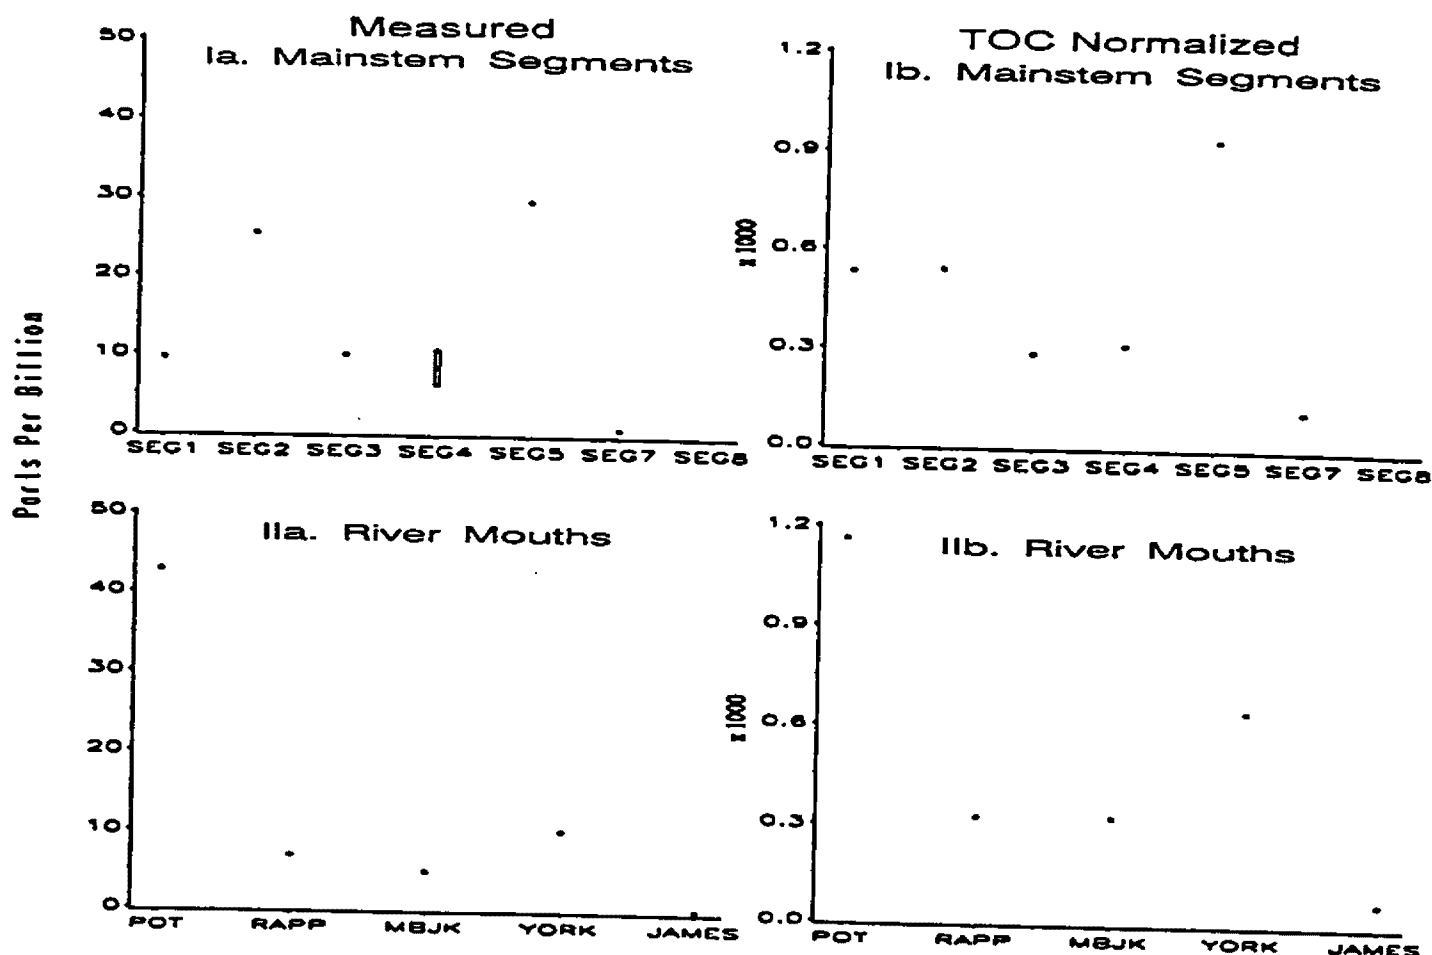 Parts Per Billion
Measured
Ia. Mainstem Segments
50
40
30
20
10
0
SEG1 SEG2 SEG3 SEG4 SEG5 SEG7 SEG8
TOC Normalized
Ib. Mainstem Segments
x 1000
1.2
0.9
0.6
0.3
0.0
SEG1 SEG2 SEG3 SEG4 SEG5 SEG7 SEG8
IIa. River Mouths
50
40
30
20
10
0
POT RAPP MBJK YORK JAMES
IIb. River Mouths
x 1000
1.2
0.9
0.6
0.3
0.0
POT RAPP MBJK YORK JAMES